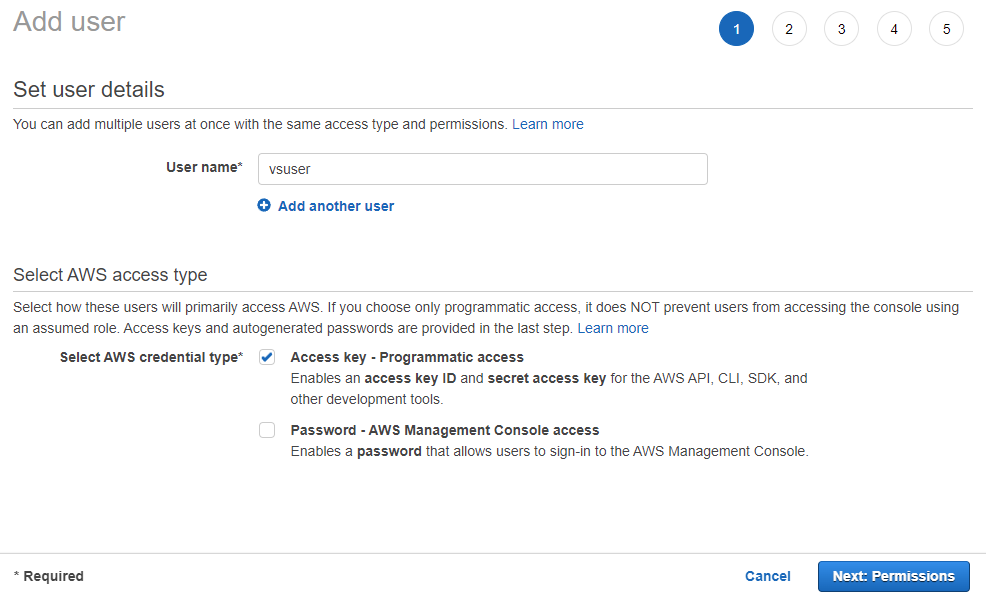 Add user
1 2 3 4 5
Set user details
You can add multiple users at once with the same access type and permissions. Learn more
User name*
vsuser
Add another user
Select AWS access type
Select how these users will primarily access AWS. If you choose only programmatic access, it does NOT prevent users from accessing the console using
an assumed role. Access keys and autogenerated passwords are provided in the last step. Learn more
Select AWS credential type*
Access key - Programmatic access
Enables an access key ID and secret access key for the AWS API, CLI, SDK, and
other development tools.
Password - AWS Management Console access
Enables a password that allows users to sign-in to the AWS Management Console.
* Required
Cancel
Next: Permissions